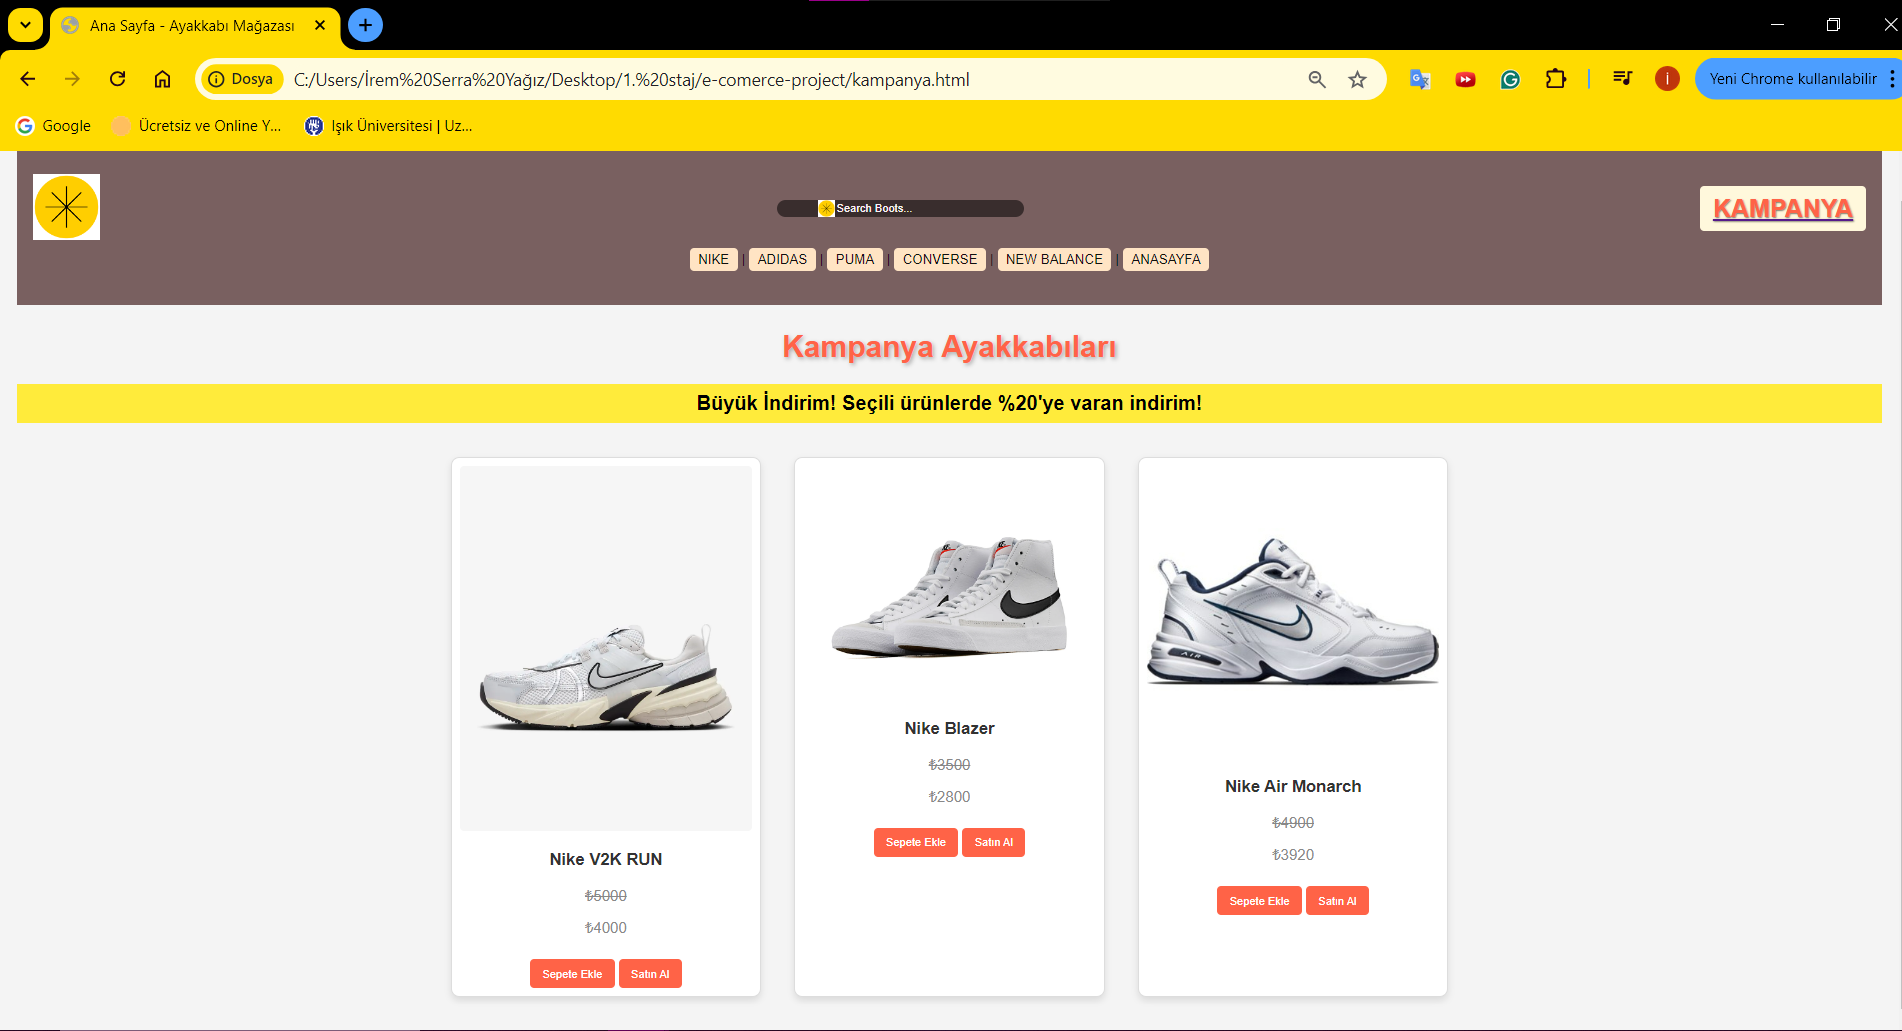 Ana Sayfa - Ayakkabı Mağazası
Dosya
C:/Users/İrem%20Serra%20Yağız/Desktop/1.%20staj/e-comerce-project/kampanya.html
i
Yeni Chrome kullanılabilir
Google
Ücretsiz ve Online Y...
Işık Üniversitesi | Uz...
Search Boots...
KAMPANYA
NIKE | ADIDAS | PUMA | CONVERSE | NEW BALANCE | ANASAYFA
Kampanya Ayakkabıları
Büyük İndirim! Seçili ürünlerde %20'ye varan indirim!
Nike V2K RUN
₺5000
₺4000
Sepete Ekle Satın Al
Nike Blazer
₺3500
₺2800
Sepete Ekle Satın Al
AIR
Nike Air Monarch
₺4900
₺3920
Sepete Ekle Satın Al